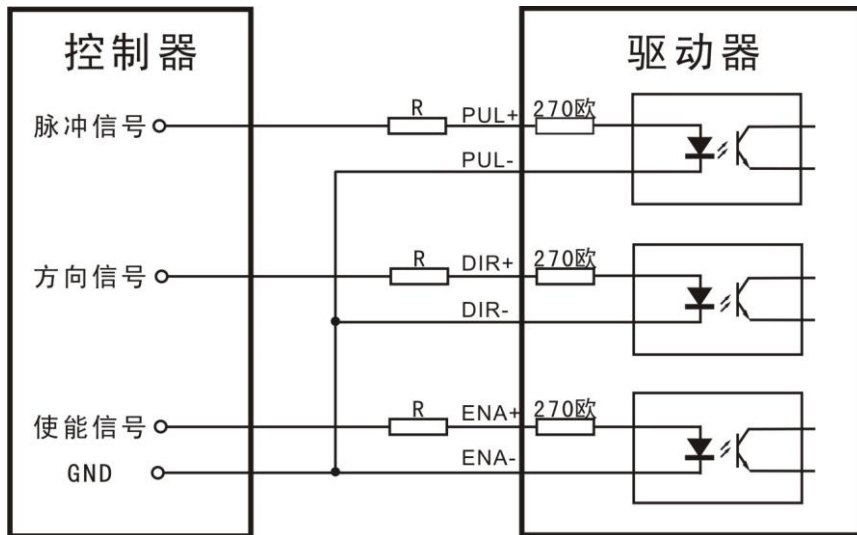 控制器
驱动器
脉冲信号
R
PUL+
270欧
PUL-
方向信号
R
DIR+
270欧
DIR-
使能信号
R
ENA+
270欧
GND
ENA-